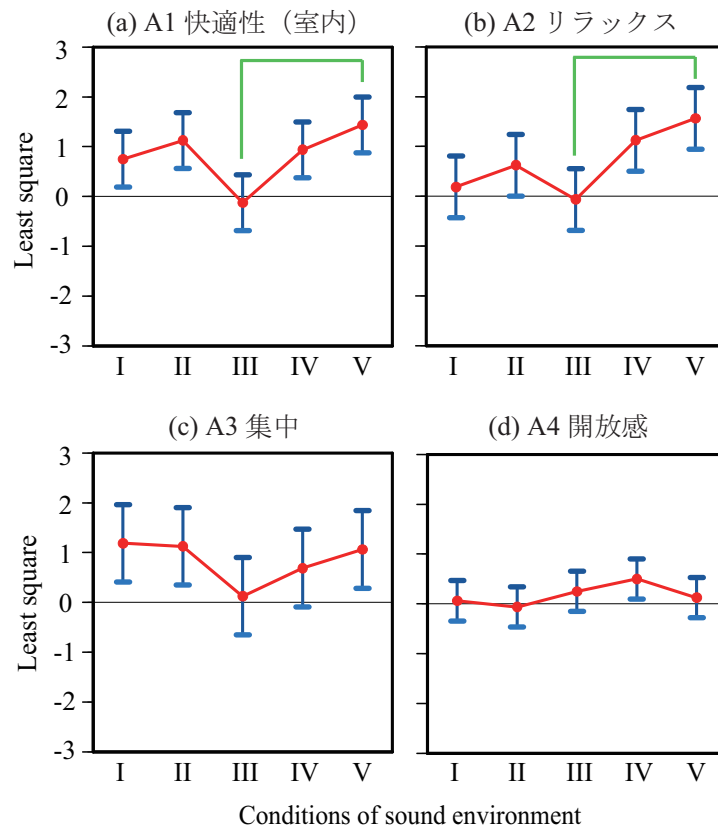 (a) A1 快適性（室内）
(b) A2 リラックス
Least square
3
2
1
0
-1
-2
-3
I II III IV V
I II III IV V
(c) A3 集中
(d) A4 開放感
Least square
3
2
1
0
-1
-2
-3
I II III IV V
I II III IV V
Conditions of sound environment